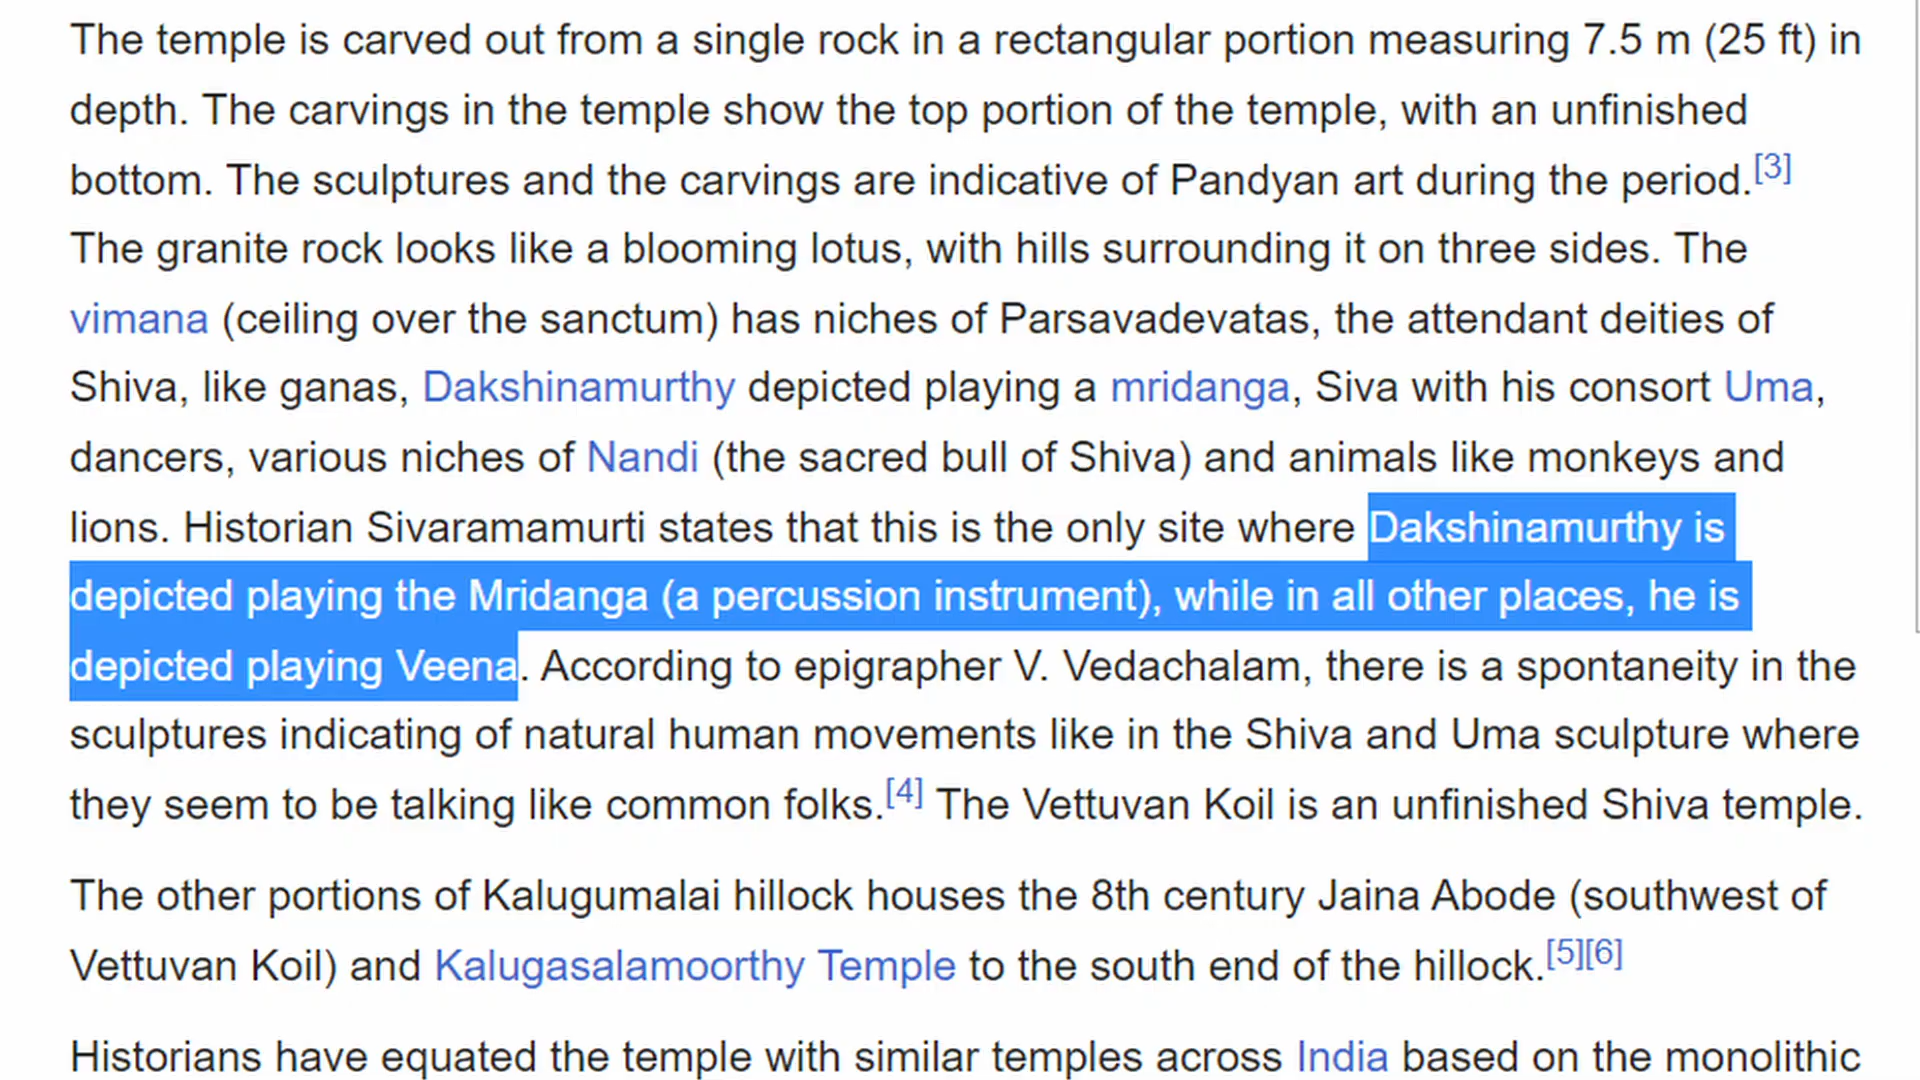 The temple is carved out from a single rock in a rectangular portion measuring 7.5 m (25 ft) in
depth. The carvings in the temple show the top portion of the temple, with an unfinished
bottom. The sculptures and the carvings are indicative of Pandyan art during the period.[3]
The granite rock looks like a blooming lotus, with hills surrounding it on three sides. The
vimana (ceiling over the sanctum) has niches of Parsavadevatas, the attendant deities of
Shiva, like ganas, Dakshinamurthy depicted playing a mridanga, Siva with his consort Uma,
dancers, various niches of Nandi (the sacred bull of Shiva) and animals like monkeys and
lions. Historian Sivaramamurti states that this is the only site where Dakshinamurthy is
depicted playing the Mridanga (a percussion instrument), while in all other places, he is
depicted playing Veena. According to epigrapher V. Vedachalam, there is a spontaneity in the
sculptures indicating of natural human movements like in the Shiva and Uma sculpture where
they seem to be talking like common folks.[4] The Vettuvan Koil is an unfinished Shiva temple.
The other portions of Kalugumalai hillock houses the 8th century Jaina Abode (southwest of
Vettuvan Koil) and Kalugasalamoorthy Temple to the south end of the hillock.[5][6]
Historians have equated the temple with similar temples across India based on the monolithic